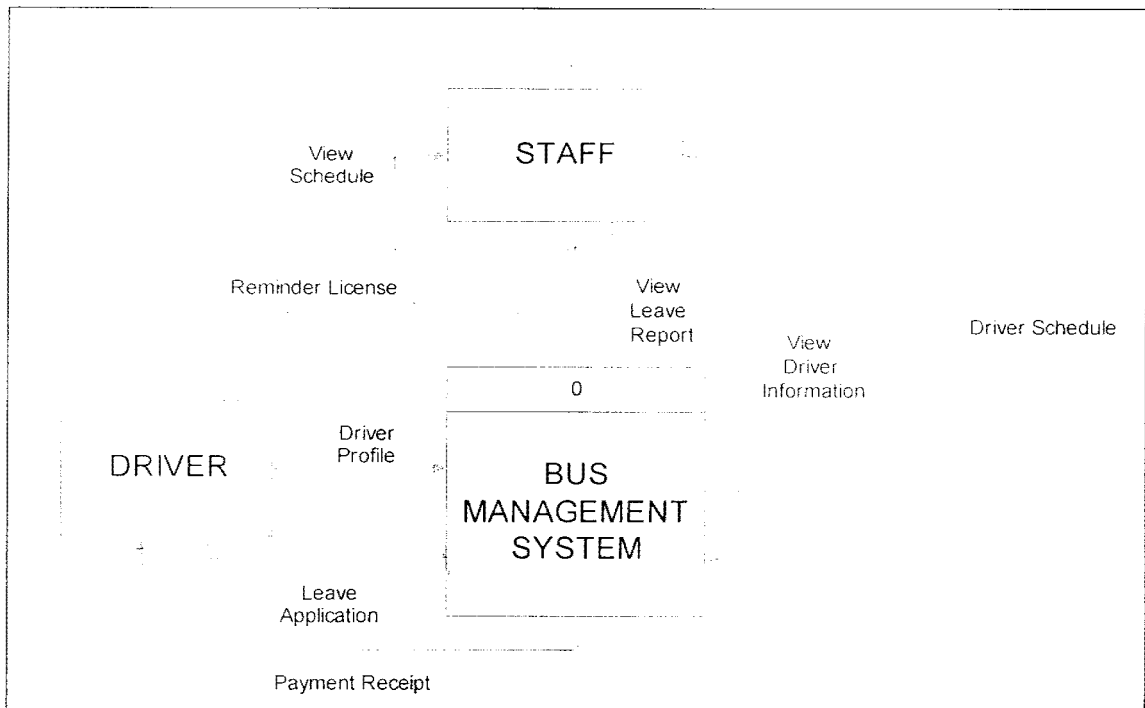 STAFF
View
Schedule
Reminder License
View
Leave
Report
Driver Schedule
View
Driver
Information
0
Driver
Profile
DRIVER
BUS
MANAGEMENT
SYSTEM
Leave
Application
Payment Receipt